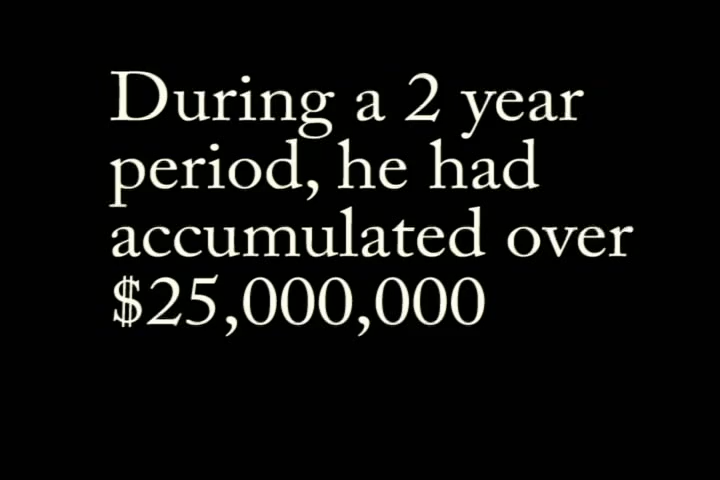 During a 2 year
period, he had
accumulated over
$25,000,000